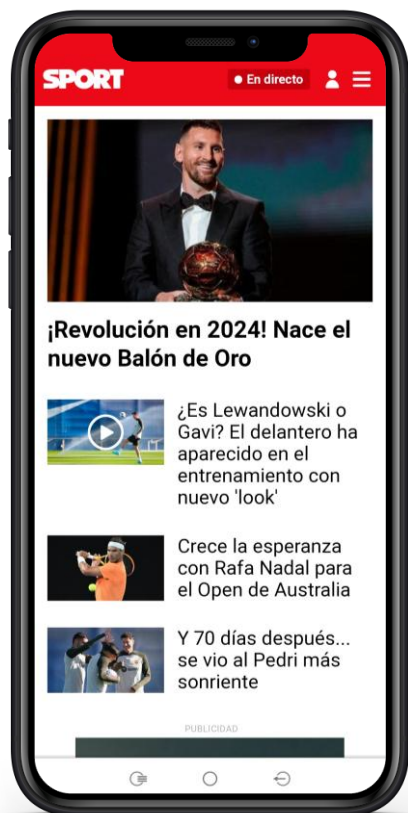 SPORT
En directo
¡Revolución en 2024! Nace el
nuevo Balón de Oro
¿Es Lewandowski o
Gavi? El delantero ha
aparecido en el
entrenamiento con
nuevo 'look'
Crece la esperanza
con Rafa Nadal para
el Open de Australia
Y 70 días después...
se vio al Pedri más
sonriente
PUBLICIDAD